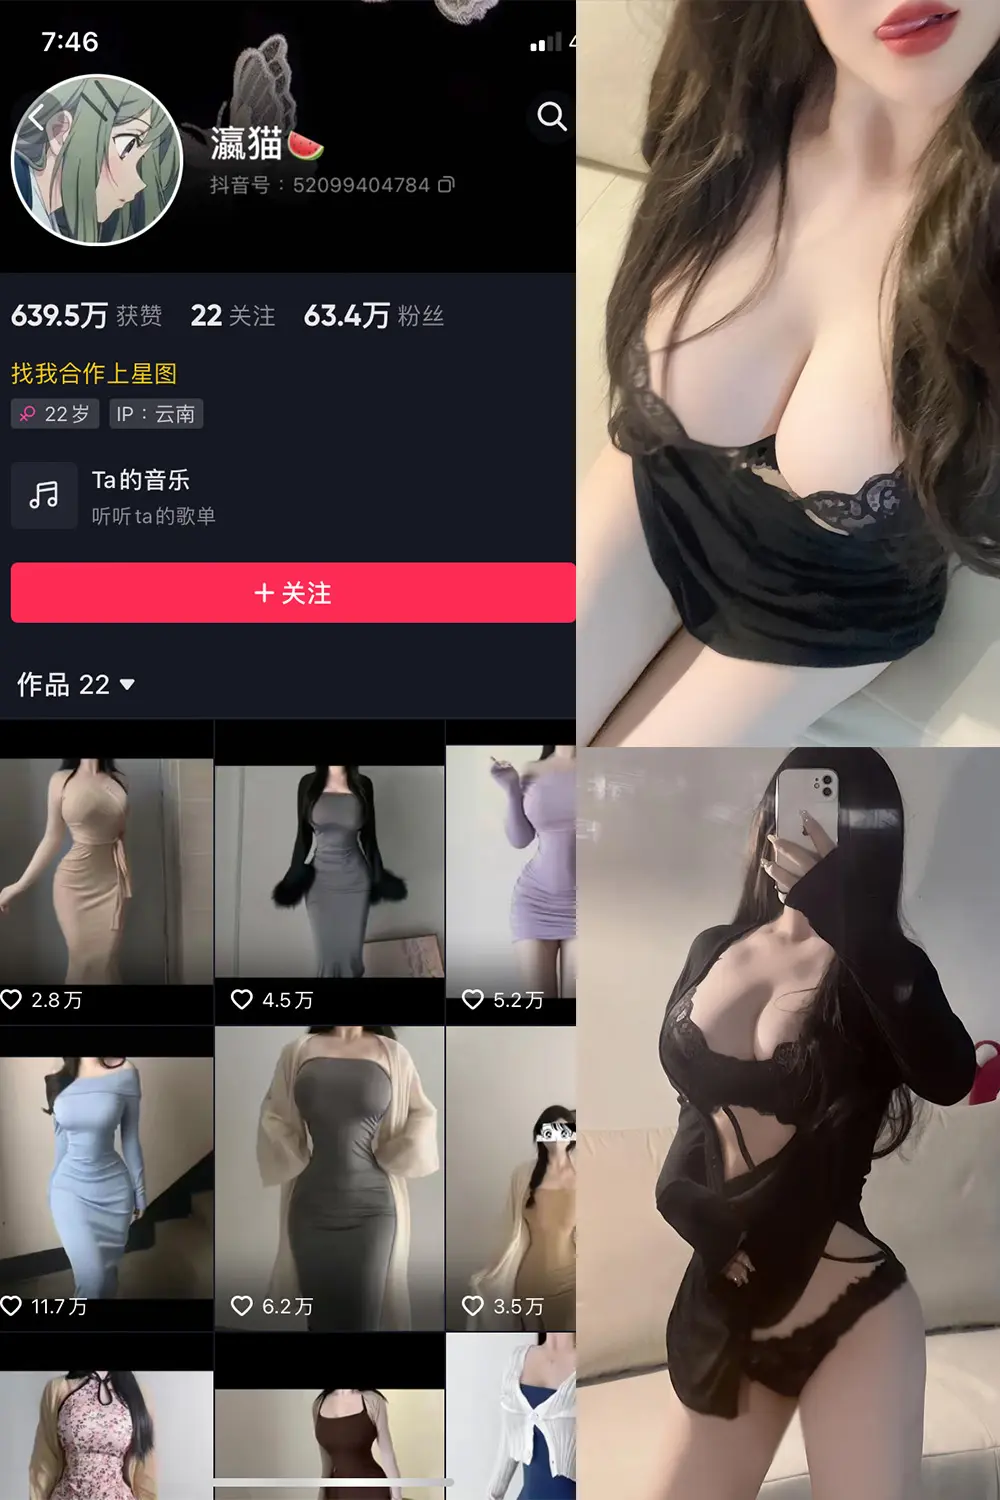 7:46
瀛猫🍉
抖音号：52099404784
639.5万 获赞 22 关注 63.4万 粉丝
找我合作上星图
22岁 IP：云南
Ta的音乐
听听ta的歌单
+ 关注
作品 22
2.8万 4.5万 5.2万
11.7万 6.2万 3.5万